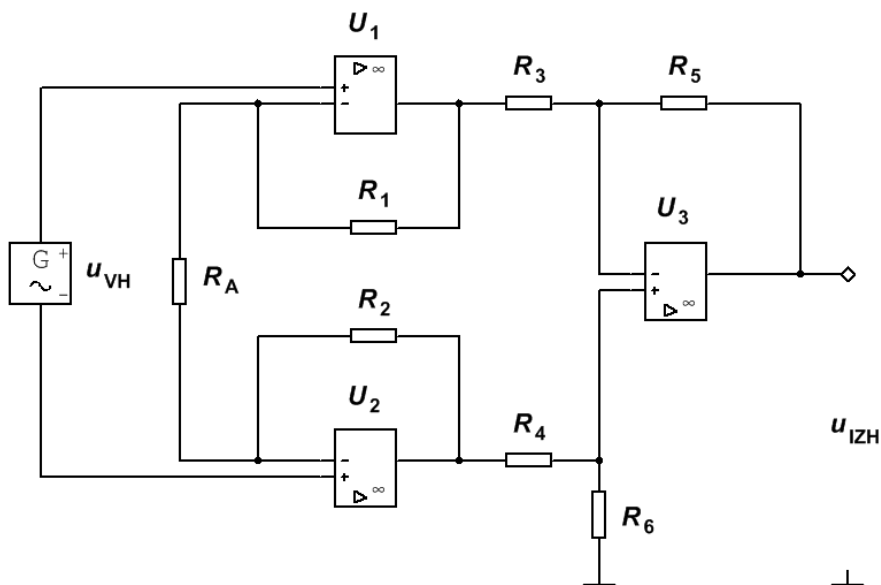 U1
∞
+
-
R3
R5
R1
U3
G
+
-
uVH
RA
-
+
∞
R2
U2
R4
uIZH
-
+
∞
R6